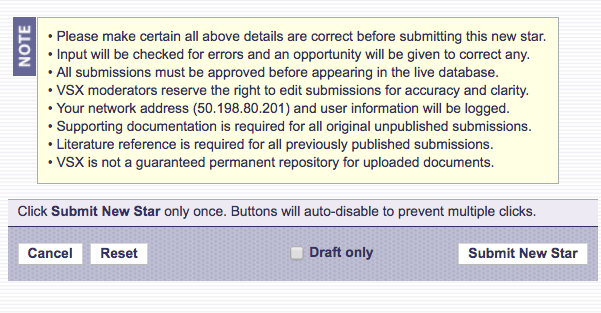 NOTE
• Please make certain all above details are correct before submitting this new star.
• Input will be checked for errors and an opportunity will be given to correct any.
• All submissions must be approved before appearing in the live database.
• VSX moderators reserve the right to edit submissions for accuracy and clarity.
• Your network address (50.198.80.201) and user information will be logged.
• Supporting documentation is required for all original unpublished submissions.
• Literature reference is required for all previously published submissions.
• VSX is not a guaranteed permanent repository for uploaded documents.
Click Submit New Star only once. Buttons will auto-disable to prevent multiple clicks.
Cancel Reset Draft only Submit New Star